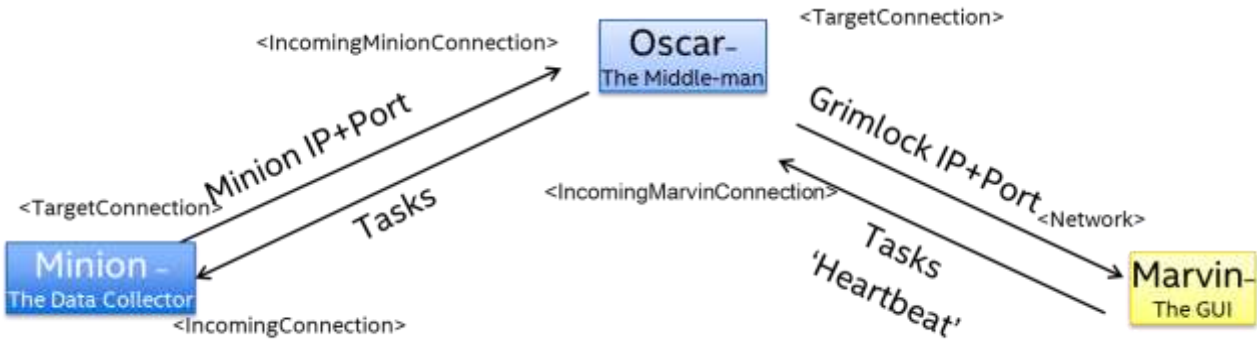 <TargetConnection>
<IncomingMinionConnection>
Oscar–
The Middle-man
Minion IP+Port
Grimlock IP+Port
<TargetConnection>
Tasks
<IncomingMarvinConnection>
<Network>
Tasks
‘Heartbeat’
Minion –
The Data Collector
Marvin–
The GUI
<IncomingConnection>